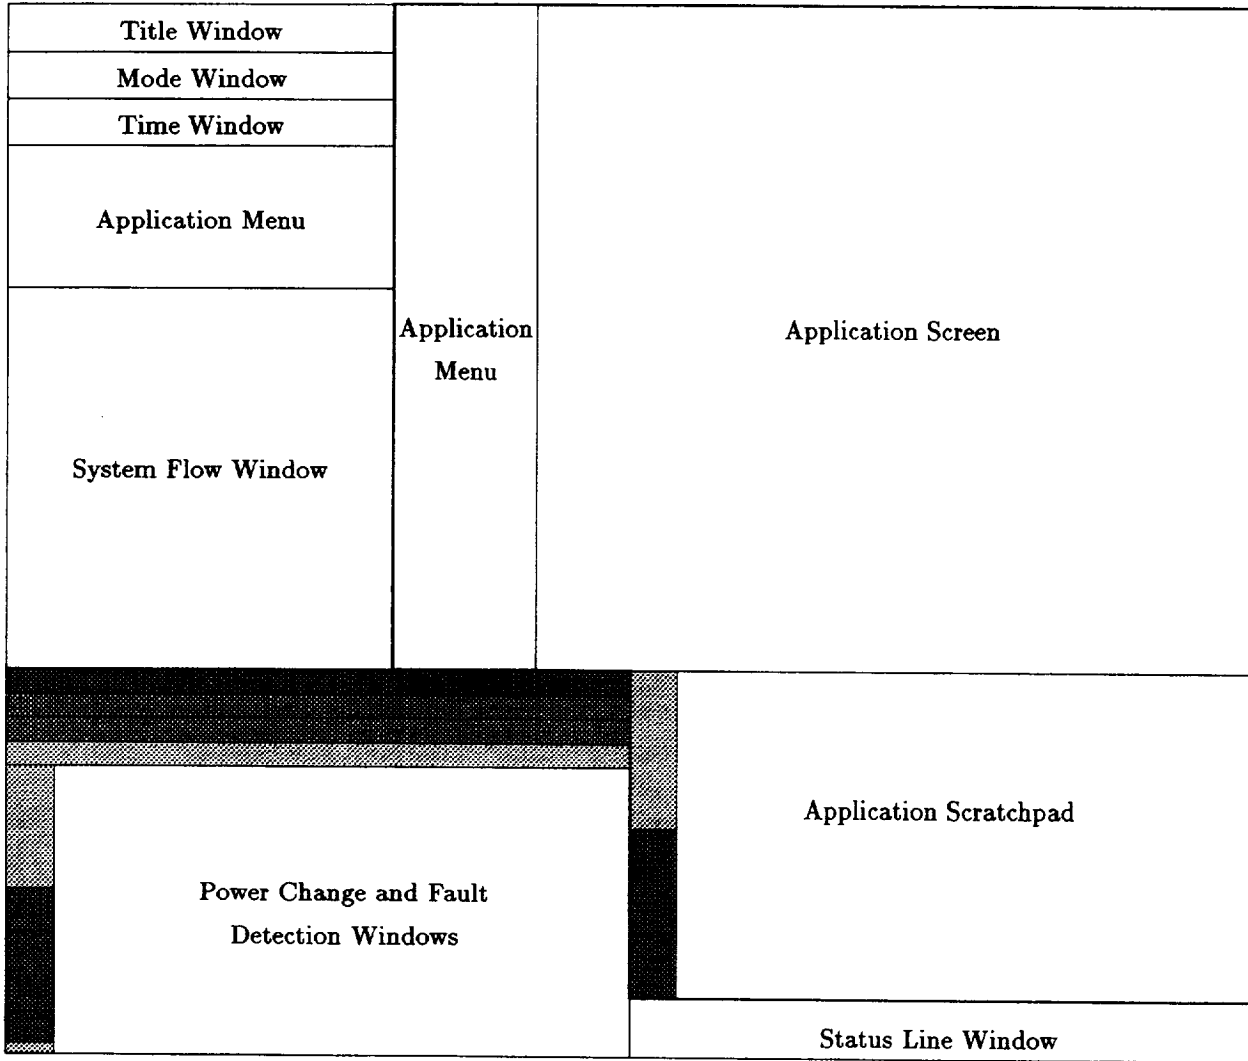 Title Window
Mode Window
Time Window
Application Menu
System Flow Window
Application
Menu
Application Screen
Power Change and Fault
Detection Windows
Application Scratchpad
Status Line Window